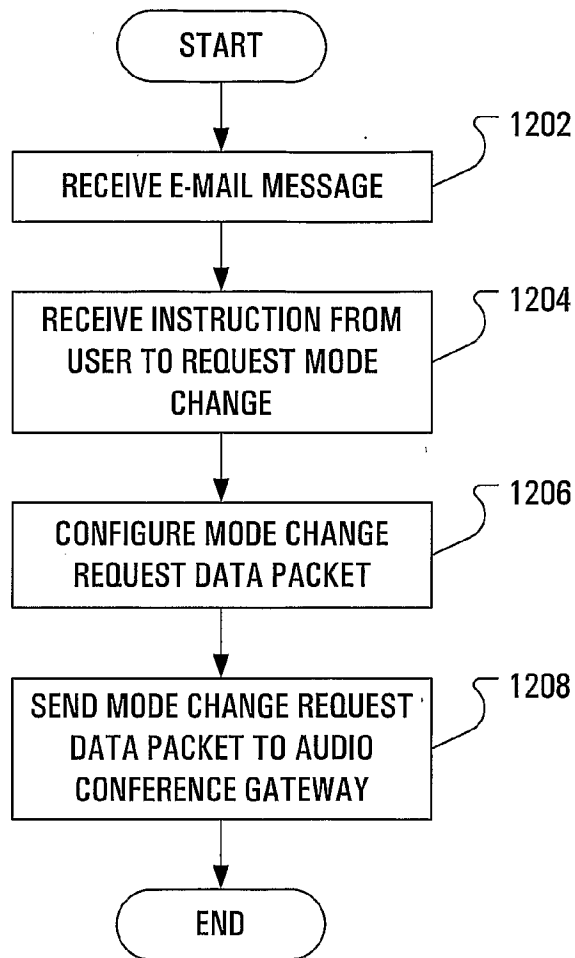 START
1202
RECEIVE E-MAIL MESSAGE
1204
RECEIVE INSTRUCTION FROM
USER TO REQUEST MODE
CHANGE
1206
CONFIGURE MODE CHANGE
REQUEST DATA PACKET
1208
SEND MODE CHANGE REQUEST
DATA PACKET TO AUDIO
CONFERENCE GATEWAY
END